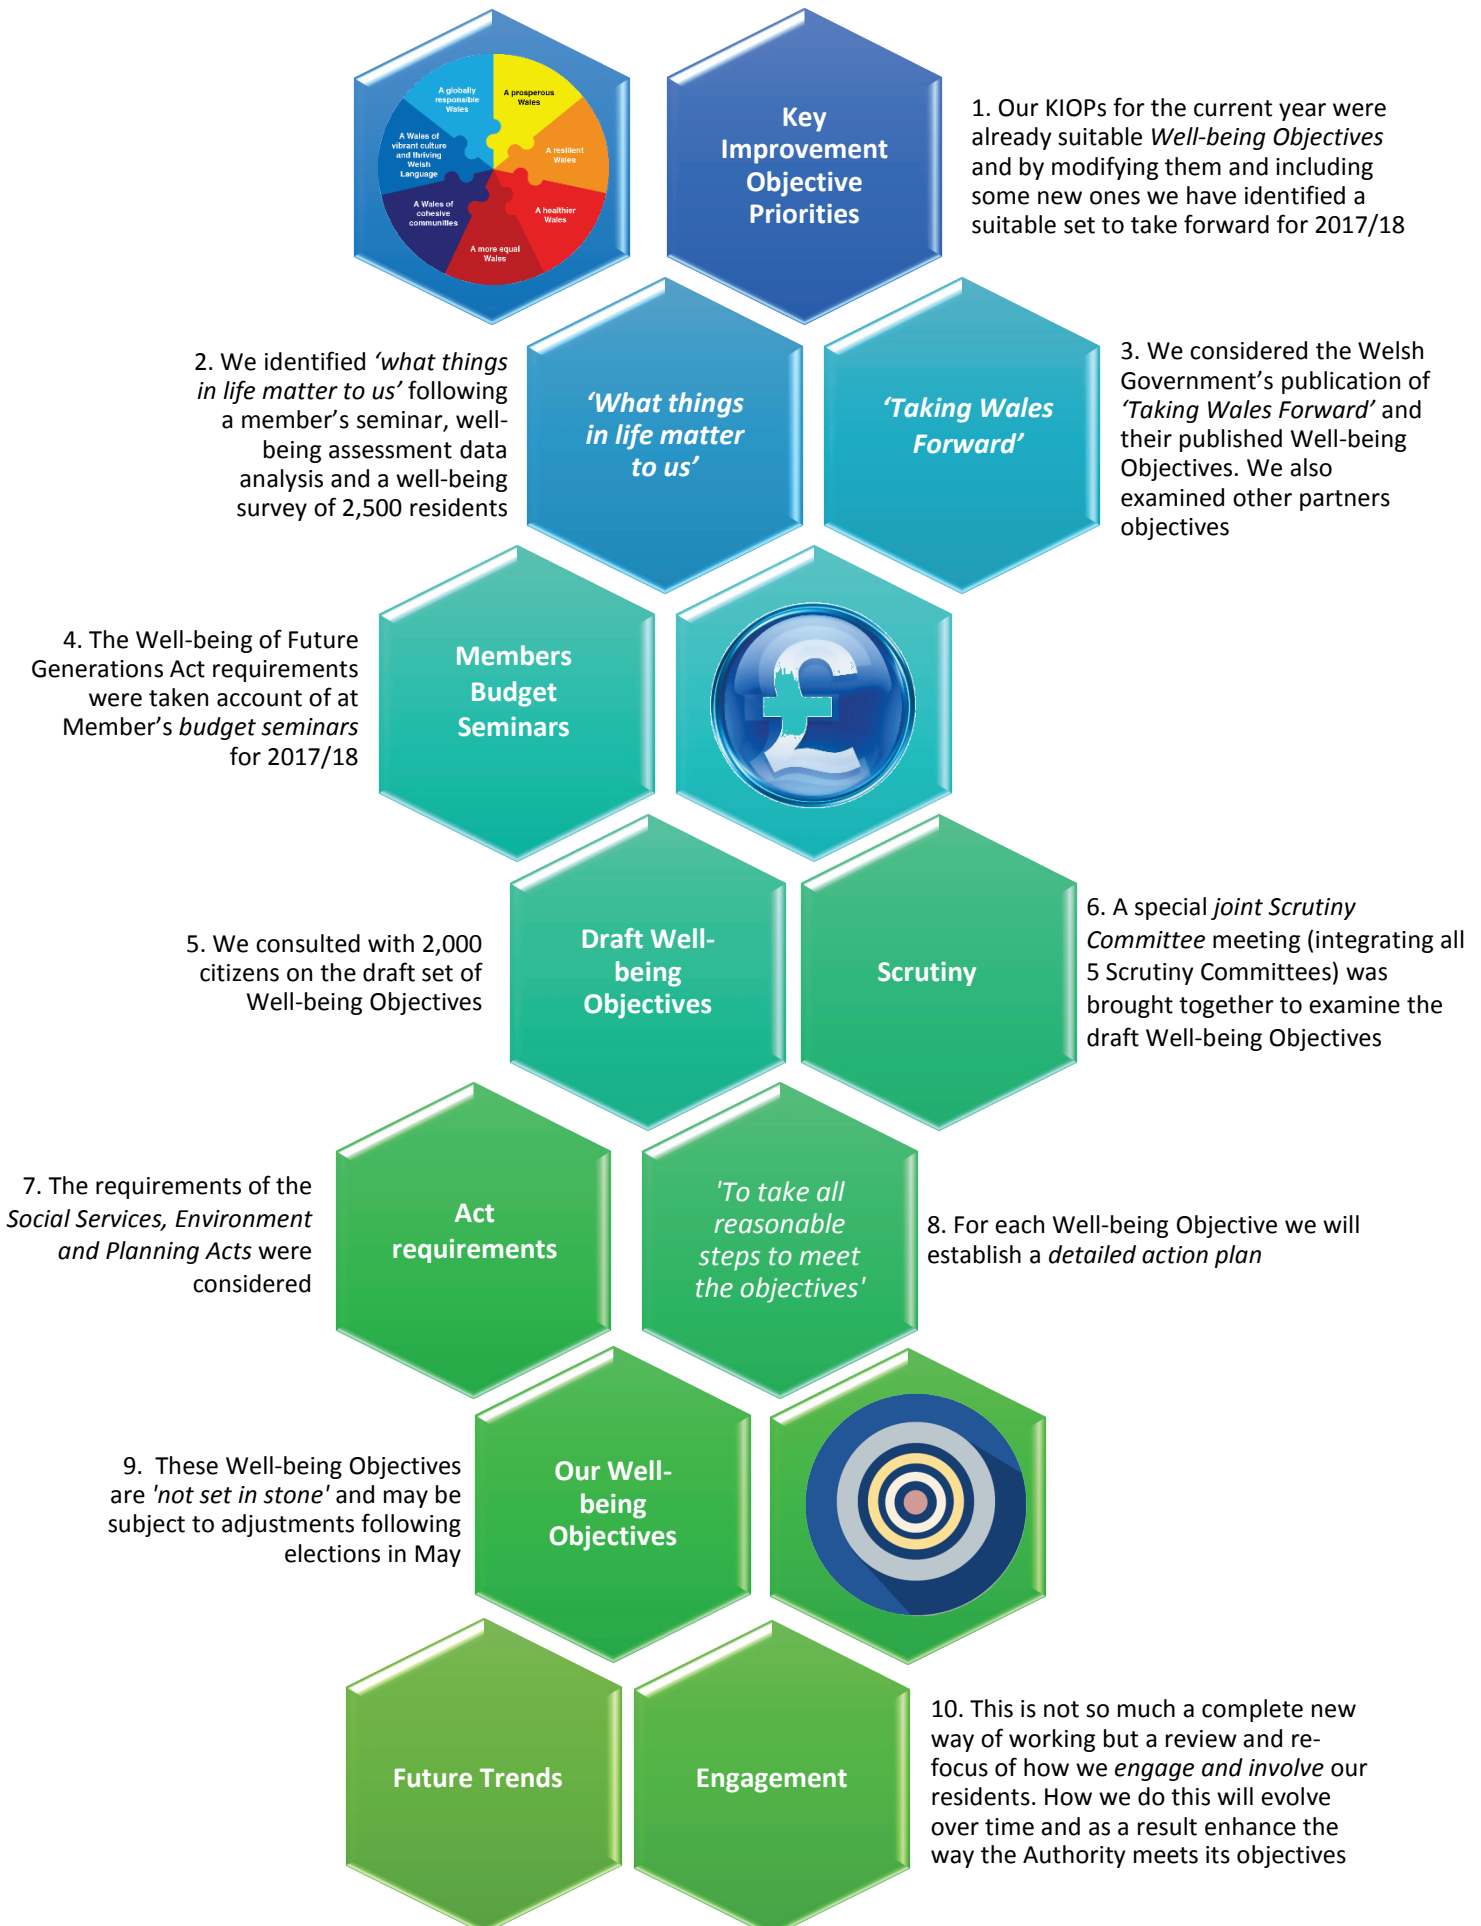 A globally
responsible
Wales
A prosperous
Wales
A resilient
Wales
A healthier
Wales
A more equal
Wales
A Wales of
cohesive
communities
A Wales of
vibrant culture
and thriving
Welsh
Language
Key
Improvement
Objective
Priorities
1. Our KIOPs for the current year were
already suitable Well-being Objectives
and by modifying them and including
some new ones we have identified a
suitable set to take forward for 2017/18
2. We identified ‘what things
in life matter to us’ following
a member’s seminar, well-
being assessment data
analysis and a well-being
survey of 2,500 residents
‘What things
in life matter
to us’
‘Taking Wales
Forward’
3. We considered the Welsh
Government’s publication of
‘Taking Wales Forward’ and
their published Well-being
Objectives. We also
examined other partners
objectives
4. The Well-being of Future
Generations Act requirements
were taken account of at
Member’s budget seminars
for 2017/18
Members
Budget
Seminars
£
5. We consulted with 2,000
citizens on the draft set of
Well-being Objectives
Draft Well-
being
Objectives
Scrutiny
6. A special joint Scrutiny
Committee meeting (integrating all
5 Scrutiny Committees) was
brought together to examine the
draft Well-being Objectives
7. The requirements of the
Social Services, Environment
and Planning Acts were
considered
Act
requirements
'To take all
reasonable
steps to meet
the objectives'
8. For each Well-being Objective we will
establish a detailed action plan
9. These Well-being Objectives
are 'not set in stone' and may be
subject to adjustments following
elections in May
Our Well-
being
Objectives
Future Trends
Engagement
10. This is not so much a complete new
way of working but a review and re-
focus of how we engage and involve our
residents. How we do this will evolve
over time and as a result enhance the
way the Authority meets its objectives